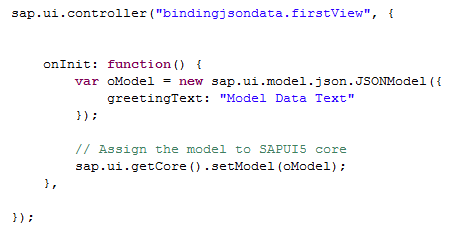 sap.ui.controller("bindingjsondata.firstView", {
onInit: function() {
var oModel = new sap.ui.model.json.JSONModel({
greetingText: "Model Data Text"
});
// Assign the model to SAPUI5 core
sap.ui.getCore().setModel(oModel);
},
});